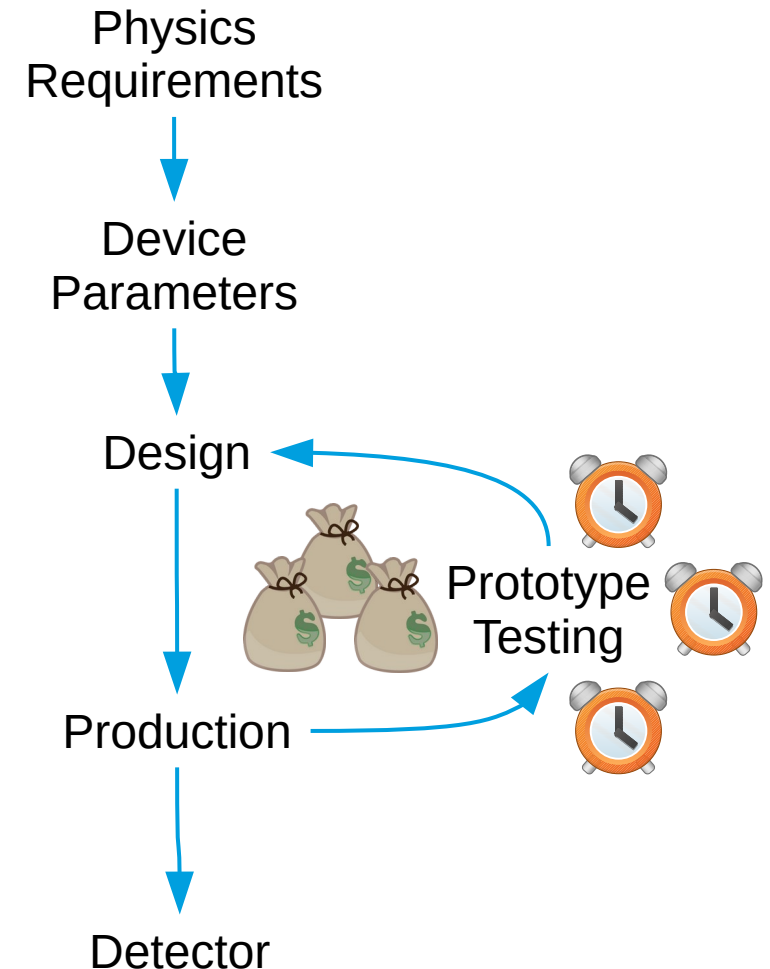 Physics
Requirements
Device
Parameters
Design
$
$
$
Prototype
Testing
Production
Detector